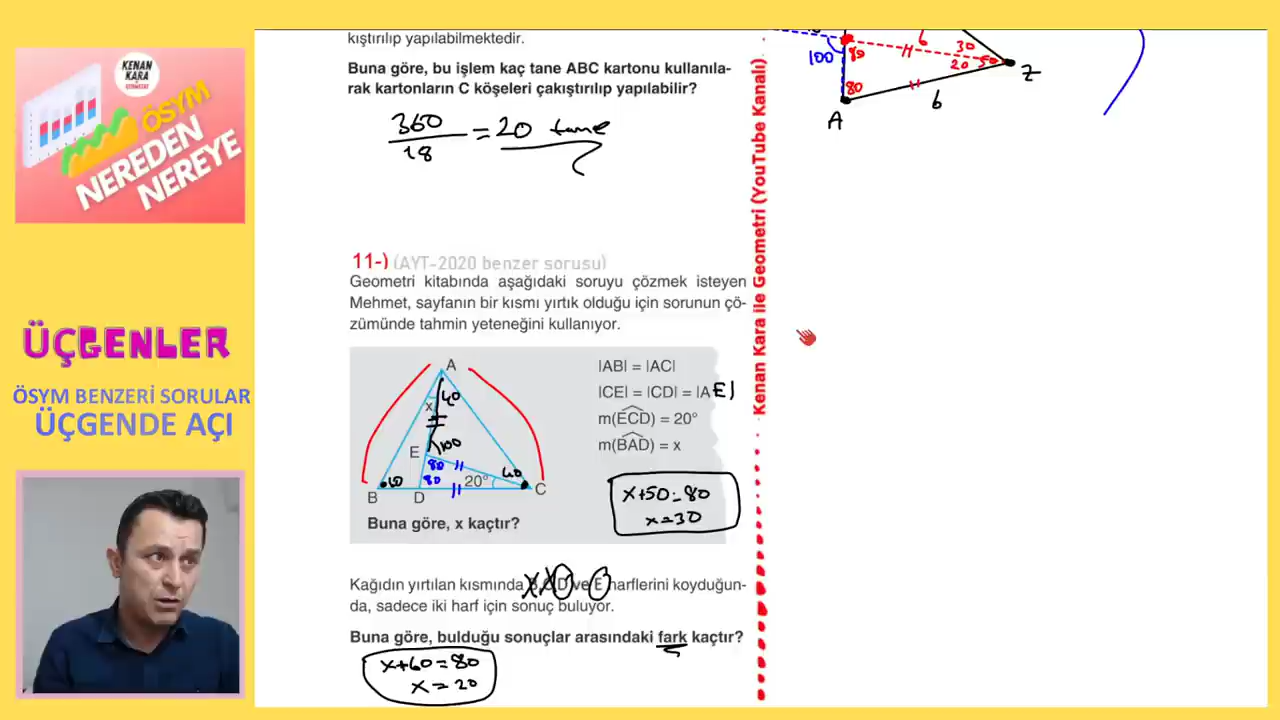 KENAN
KARA
ÖSYM
NEREDEN
NEREYE
ÜÇGENLER
ÖSYM BENZERİ SORULAR
ÜÇGENDE AÇI
kıştırılıp yapılabilmektedir.
Buna göre, bu işlem kaç tane ABC kartonu kullanıla-
rak kartonların C köşeleri çakıştırılıp yapılabilir?
360
18
= 20 tane
11-) (AYT-2020 benzer sorusu)
Geometri kitabında aşağıdaki soruyu çözmek isteyen
Mehmet, sayfanın bir kısmı yırtık olduğu için sorunun çö-
zümünde tahmin yeteneğini kullanıyor.
A
x
40
E
100
80
80
20°
B
D
C
|AB| = |AC|
|CE| = |CD| = |AE|
m(ECD) = 20°
m(BAD) = x
x+50=80
x=30
Buna göre, x kaçtır?
Kağıdın yırtılan kısmında B,C,D ve E harflerini koyduğun-
da, sadece iki harf için sonuç buluyor.
Buna göre, bulduğu sonuçlar arasındaki fark kaçtır?
x+60=80
x=20
Kenan Kara ile Geometri (YouTube Kanalı)
100
80
6
30
20
50
Z
80
A
6